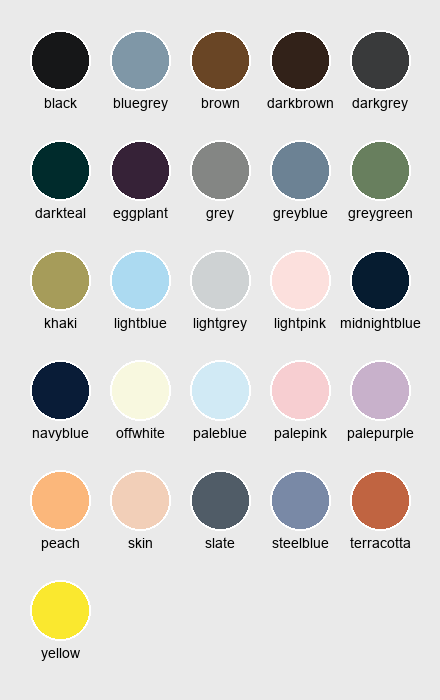 black bluegrey brown darkbrown darkgrey
darkteal eggplant grey greyblue greygreen
khaki lightblue lightgrey lightpink midnightblue
navyblue offwhite paleblue palepink palepurple
peach skin slate steelblue terracotta
yellow